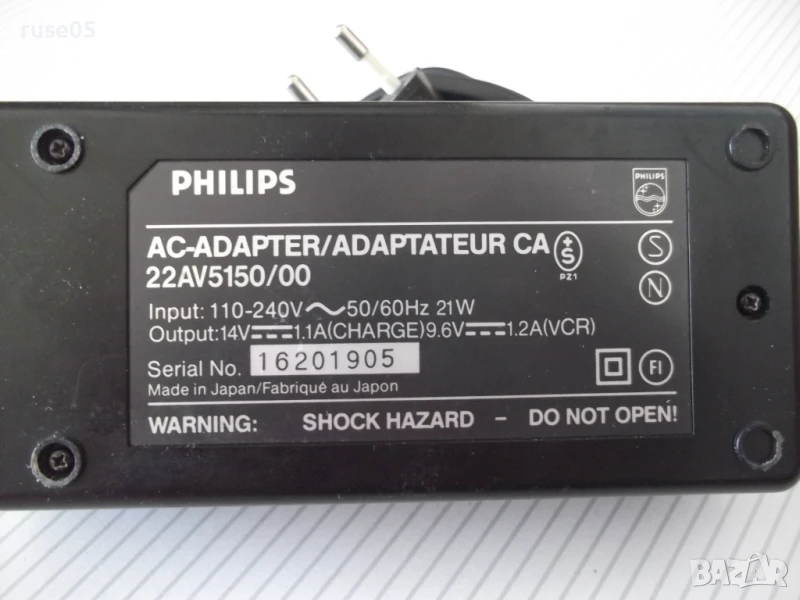 ruse05
PHILIPS
PHILIPS
AC-ADAPTER/ADAPTATEUR CA
+S
PZ1
S
22AV5150/00
N
Input: 110-240V～50/60Hz 21W
Output:14V⎓1.1A(CHARGE)9.6V⎓1.2A(VCR)
Serial No. 16201905
FI
Made in Japan/Fabriqué au Japon
WARNING: SHOCK HAZARD – DO NOT OPEN!
BAZAR